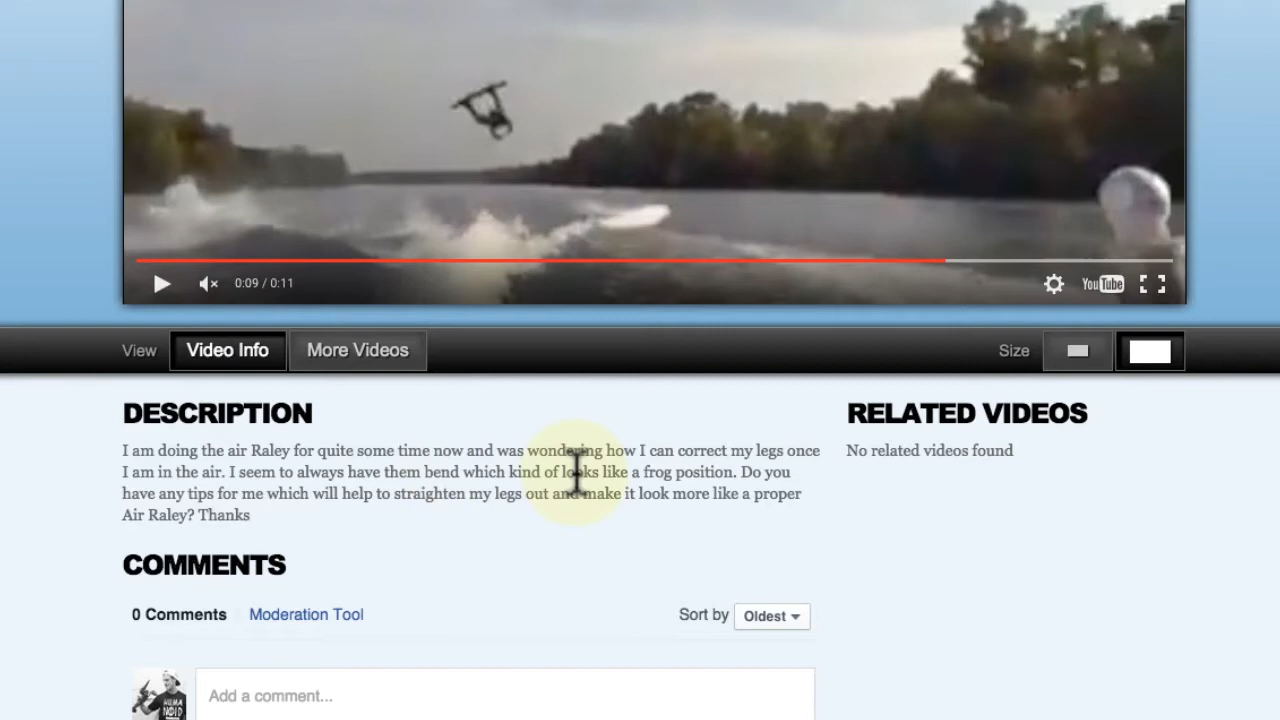 0:09 / 0:11
YouTube
View
Video Info
More Videos
Size
DESCRIPTION
I am doing the air Raley for quite some time now and was wondering how I can correct my legs once
I am in the air. I seem to always have them bend which kind of looks like a frog position. Do you
have any tips for me which will help to straighten my legs out and make it look more like a proper
Air Raley? Thanks
RELATED VIDEOS
No related videos found
COMMENTS
0 Comments
Moderation Tool
Sort by
Oldest
Add a comment...